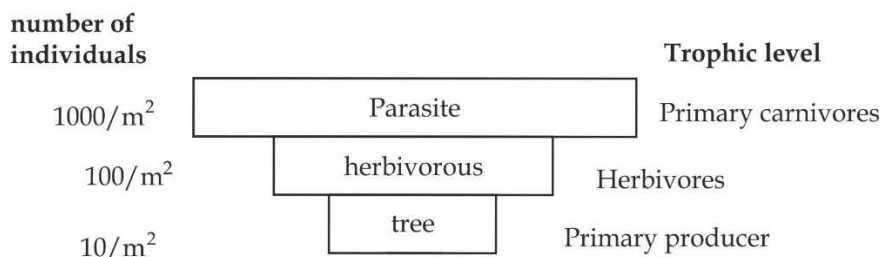 number of
individuals
Trophic level
1000/m²
Parasite
Primary carnivores
100/m²
herbivorous
Herbivores
10/m²
tree
Primary producer